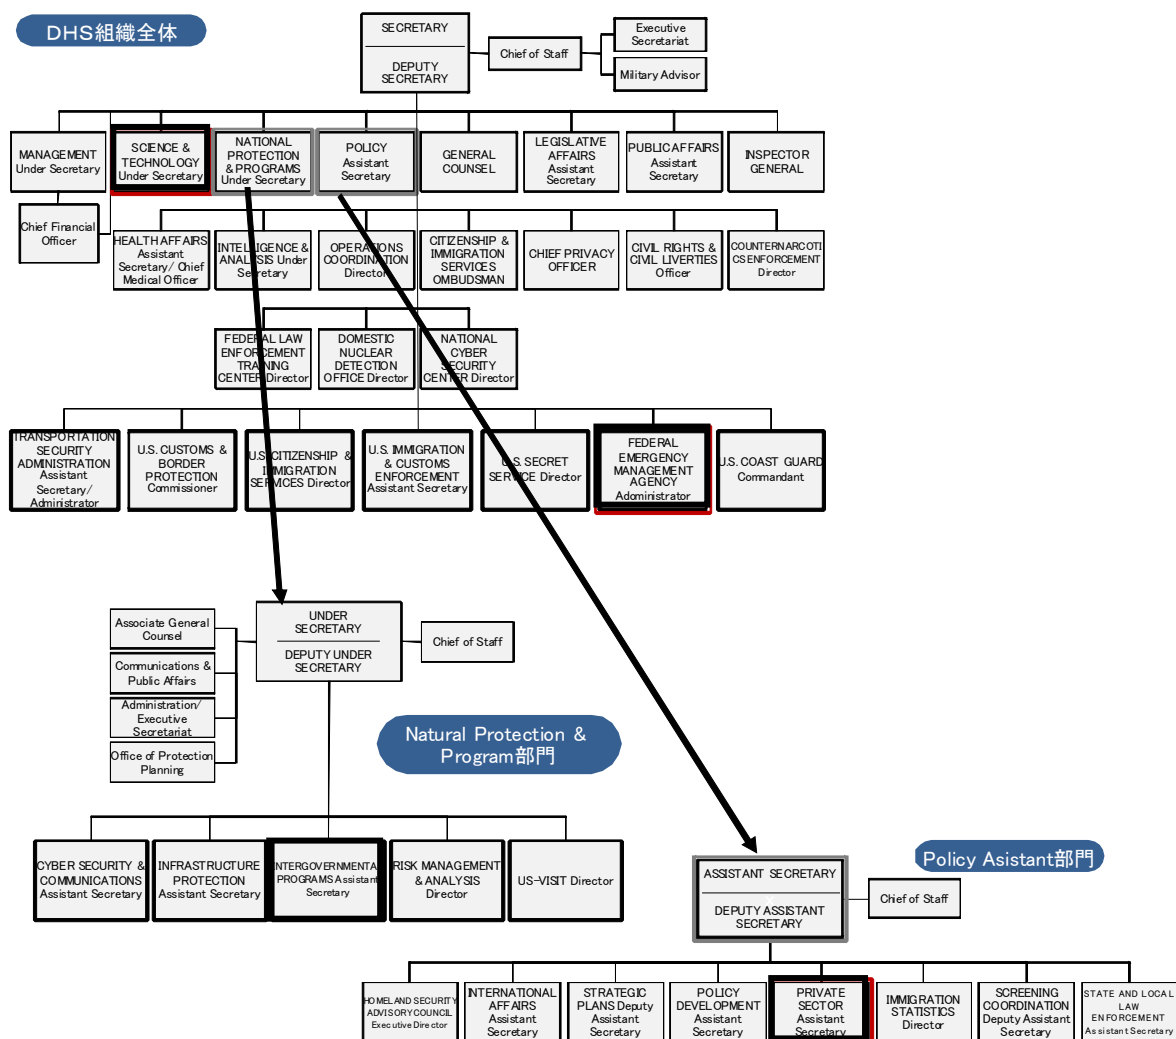 DHS組織全体
SECRETARY
DEPUTY
SECRETARY
Chief of Staff
Executive
Secretariat
Military Advisor
MANAGEMENT
Under Secretary
SCIENCE &
TECHNOLOGY
Under Secretary
NATIONAL
PROTECTION
& PROGRAMS
Under Secretary
POLICY
Assistant
Secretary
GENERAL
COUNSEL
LEGISLATIVE
AFFAIRS
Assistant
Secretary
PUBLIC AFFAIRS
Assistant
Secretary
INSPECTOR
GENERAL
Chief Financial
Officer
HEALTH AFFAIRS
Assistant
Secretary/ Chief
Medical Officer
INTELLIGENCE &
ANALYSIS Under
Secretary
OPERATIONS
COORDINATION
Director
CITIZENSHIP &
IMMIGRATION
SERVICES
OMBUDSMAN
CHIEF PRIVACY
OFFICER
CIVIL RIGHTS &
CIVIL LIVERTIES
Officer
COUNTERNARCOTI
CS ENFORCEMENT
Director
FEDERAL LAW
ENFORCEMENT
TRAINING
CENTER Director
DOMESTIC
NUCLEAR
DETECTION
OFFICE Director
NATIONAL
CYBER
SECURITY
CENTER Director
TRANSPORTATION
SECURITY
ADMINISTRATION
Assistant
Secretary/
Administrator
U.S. CUSTOMS &
BORDER
PROTECTION
Commissioner
U.S. CITIZENSHIP &
IMMIGRATION
SERVICES Director
U.S. IMMIGRATION
& CUSTOMS
ENFORCEMENT
Assistant Secretary
U.S. SECRET
SERVICE Director
FEDERAL
EMERGENCY
MANAGEMENT
AGENCY
Adoministrator
U.S. COAST GUARD
Commandant
Associate General
Counsel
Communications &
Public Affairs
Administration/
Executive
Secretariat
Office of Protection
Planning
UNDER
SECRETARY
DEPUTY UNDER
SECRETARY
Chief of Staff
Natural Protection &
Program部門
CYBER SECURITY &
COMMUNICATIONS
Assistant Secretary
INFRASTRUCTURE
PROTECTION
Assistant Secretary
INTERGOVERNMENTA
PROGRAMS Assistant
Secretary
RISK MANAGEMENT
& ANALYSIS
Director
US-VISIT Director
Policy Asistant部門
ASSISTANT SECRETARY
DEPUTY ASSISTANT
SECRETARY
Chief of Staff
HOMELAND SECURITY
ADVISORY COUNCIL
Executive Director
INTERNATIONAL
AFFAIRS
Assistant
Secretary
STRATEGIC
PLANS Deputy
Assistant
Secretary
POLICY
DEVELOPMENT
Assistant
Secretary
PRIVATE
SECTOR
Assistant
Secretary
IMMIGRATION
STATISTICS
Director
SCREENING
COORDINATION
Deputy Assistant
Secretary
STATE AND LOCAL
LAW
ENFORCEMENT
Assistant Secretary